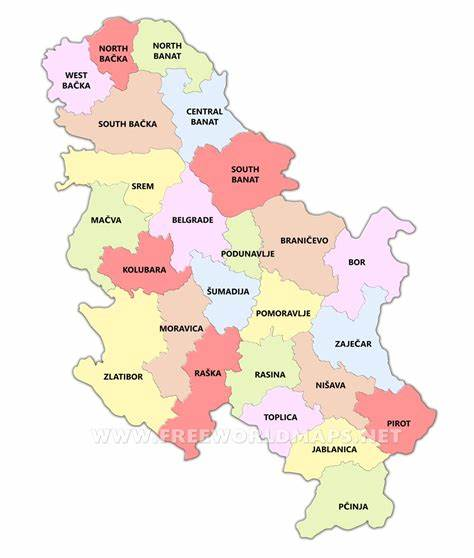 NORTH
BAČKA
NORTH
BANAT
WEST
BAČKA
SOUTH BAČKA
CENTRAL
BANAT
SOUTH
BANAT
SREM
MAČVA
BELGRADE
PODUNAVLJE
BRANIČEVO
BOR
KOLUBARA
ŠUMADIJA
POMORAVLJE
MORAVICA
ZAJEČAR
ZLATIBOR
RAŠKA
RASINA
NIŠAVA
TOPLICA
PIROT
WWW.FREEWORLDMAPS.NET
JABLANICA
PČINJA